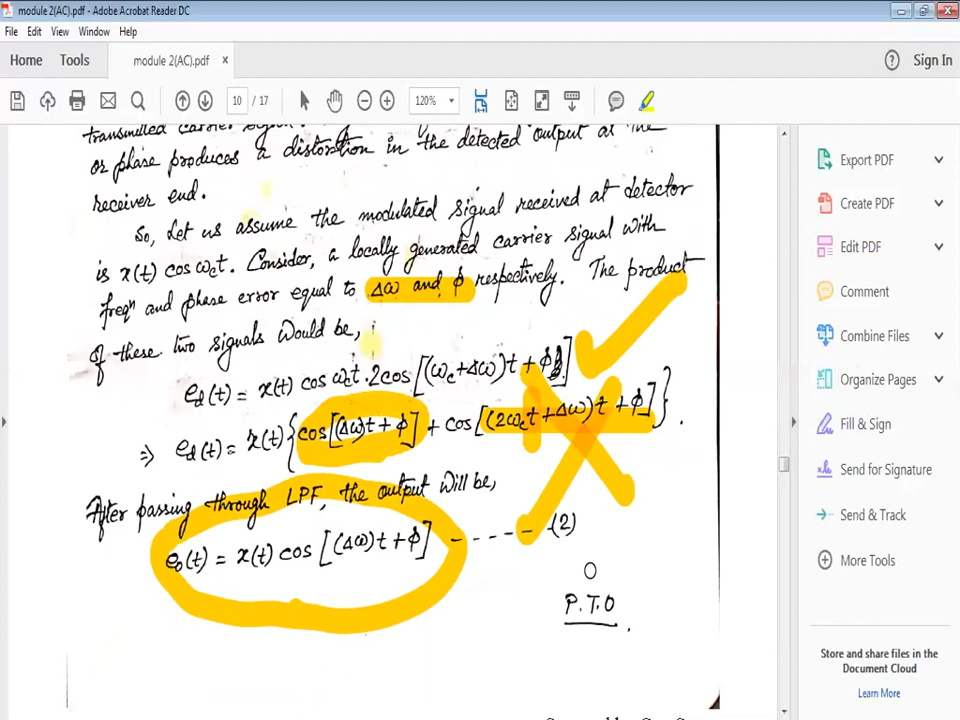 module 2(AC).pdf - Adobe Acrobat Reader DC
File Edit View Window Help
Home Tools module 2(AC).pdf x Sign In
10 / 17 120%
transmitted carrier signal.
or phase produces a distortion in the detected output at the
receiver end.
So, Let us assume the modulated signal received at detector
is x(t) cos ωct. Consider, a locally generated carrier signal with
freqⁿ and phase error equal to Δω and ϕ respectively. The product
of these two signals would be,
ed(t) = x(t) cos ωct. 2cos [(ωc+Δω)t + ϕ]
⇒ ed(t) = x(t) {cos[(Δω)t + ϕ] + cos[(2ωct+Δω)t + ϕ]}.
After passing through LPF, the output will be,
e₀(t) = x(t) cos [(Δω)t + ϕ] ------ (2)
P.T.O
Export PDF
Create PDF
Edit PDF
Comment
Combine Files
Organize Pages
Fill & Sign
Send for Signature
Send & Track
More Tools
Store and share files in the
Document Cloud
Learn More